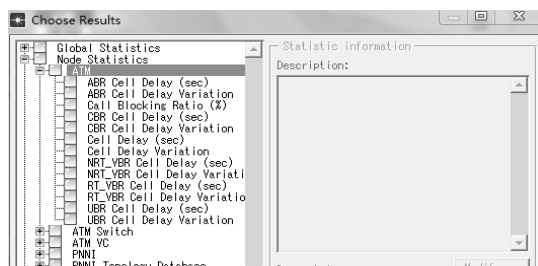 Choose Results
Global Statistics
Node Statistics
ATM
ABR Cell Delay (sec)
ABR Cell Delay Variation
Call Blocking Ratio (%)
CBR Cell Delay (sec)
CBR Cell Delay Variation
Cell Delay (sec)
Cell Delay Variation
NRT_VBR Cell Delay (sec)
NRT_VBR Cell Delay Variati
RT_VBR Cell Delay (sec)
RT_VBR Cell Delay Variatio
UBR Cell Delay (sec)
UBR Cell Delay Variation
ATM Switch
ATM VC
PNNI
PNNI Topology Database
Statistic information
Description: